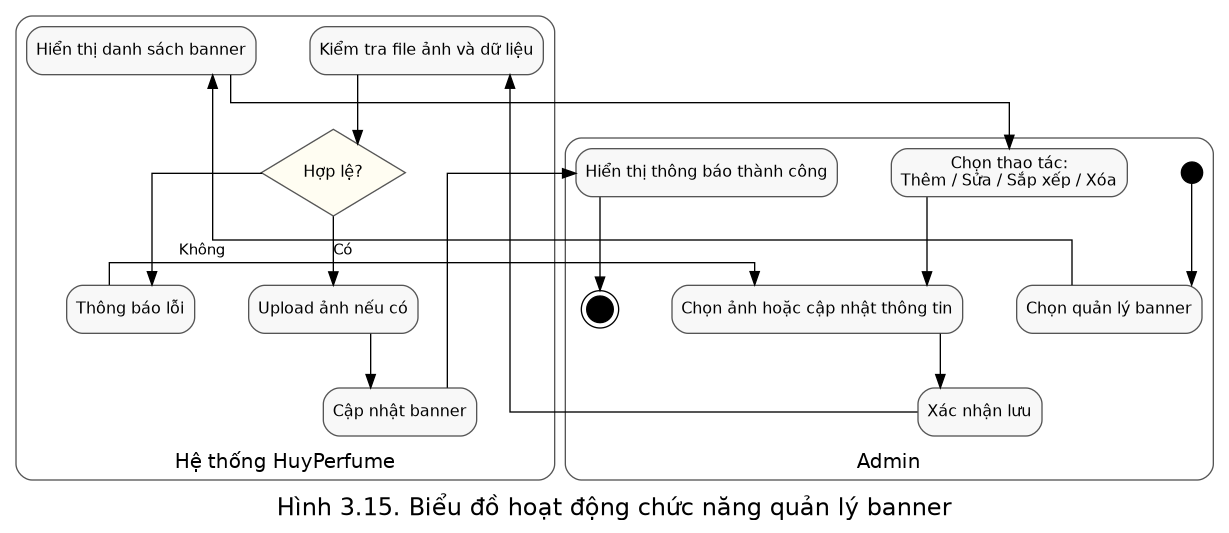 Hiển thị danh sách banner
Kiểm tra file ảnh và dữ liệu
Hợp lệ?
Hiển thị thông báo thành công
Chọn thao tác:
Thêm / Sửa / Sắp xếp / Xóa
Không
Có
Thông báo lỗi
Upload ảnh nếu có
Chọn ảnh hoặc cập nhật thông tin
Chọn quản lý banner
Cập nhật banner
Xác nhận lưu
Hệ thống HuyPerfume
Admin
Hình 3.15. Biểu đồ hoạt động chức năng quản lý banner